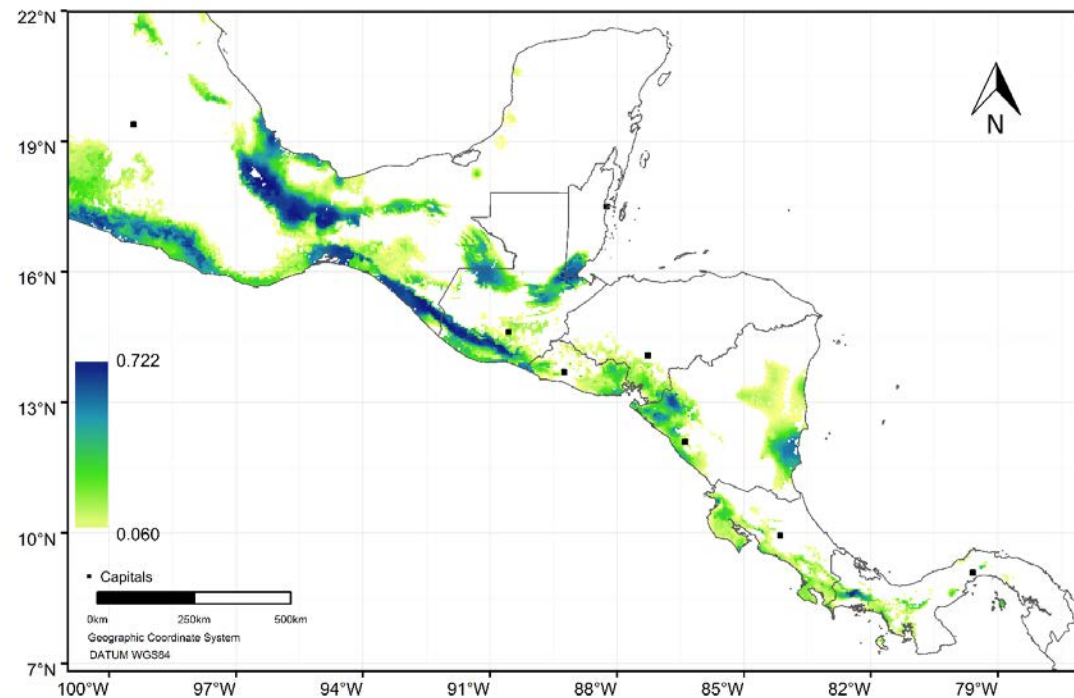 22°N
19°N
16°N
13°N
10°N
7°N
N
0.722
0.060
Capitals
0km 250km 500km
Geographic Coordinate System
DATUM WGS84
100°W 97°W 94°W 91°W 88°W 85°W 82°W 79°W